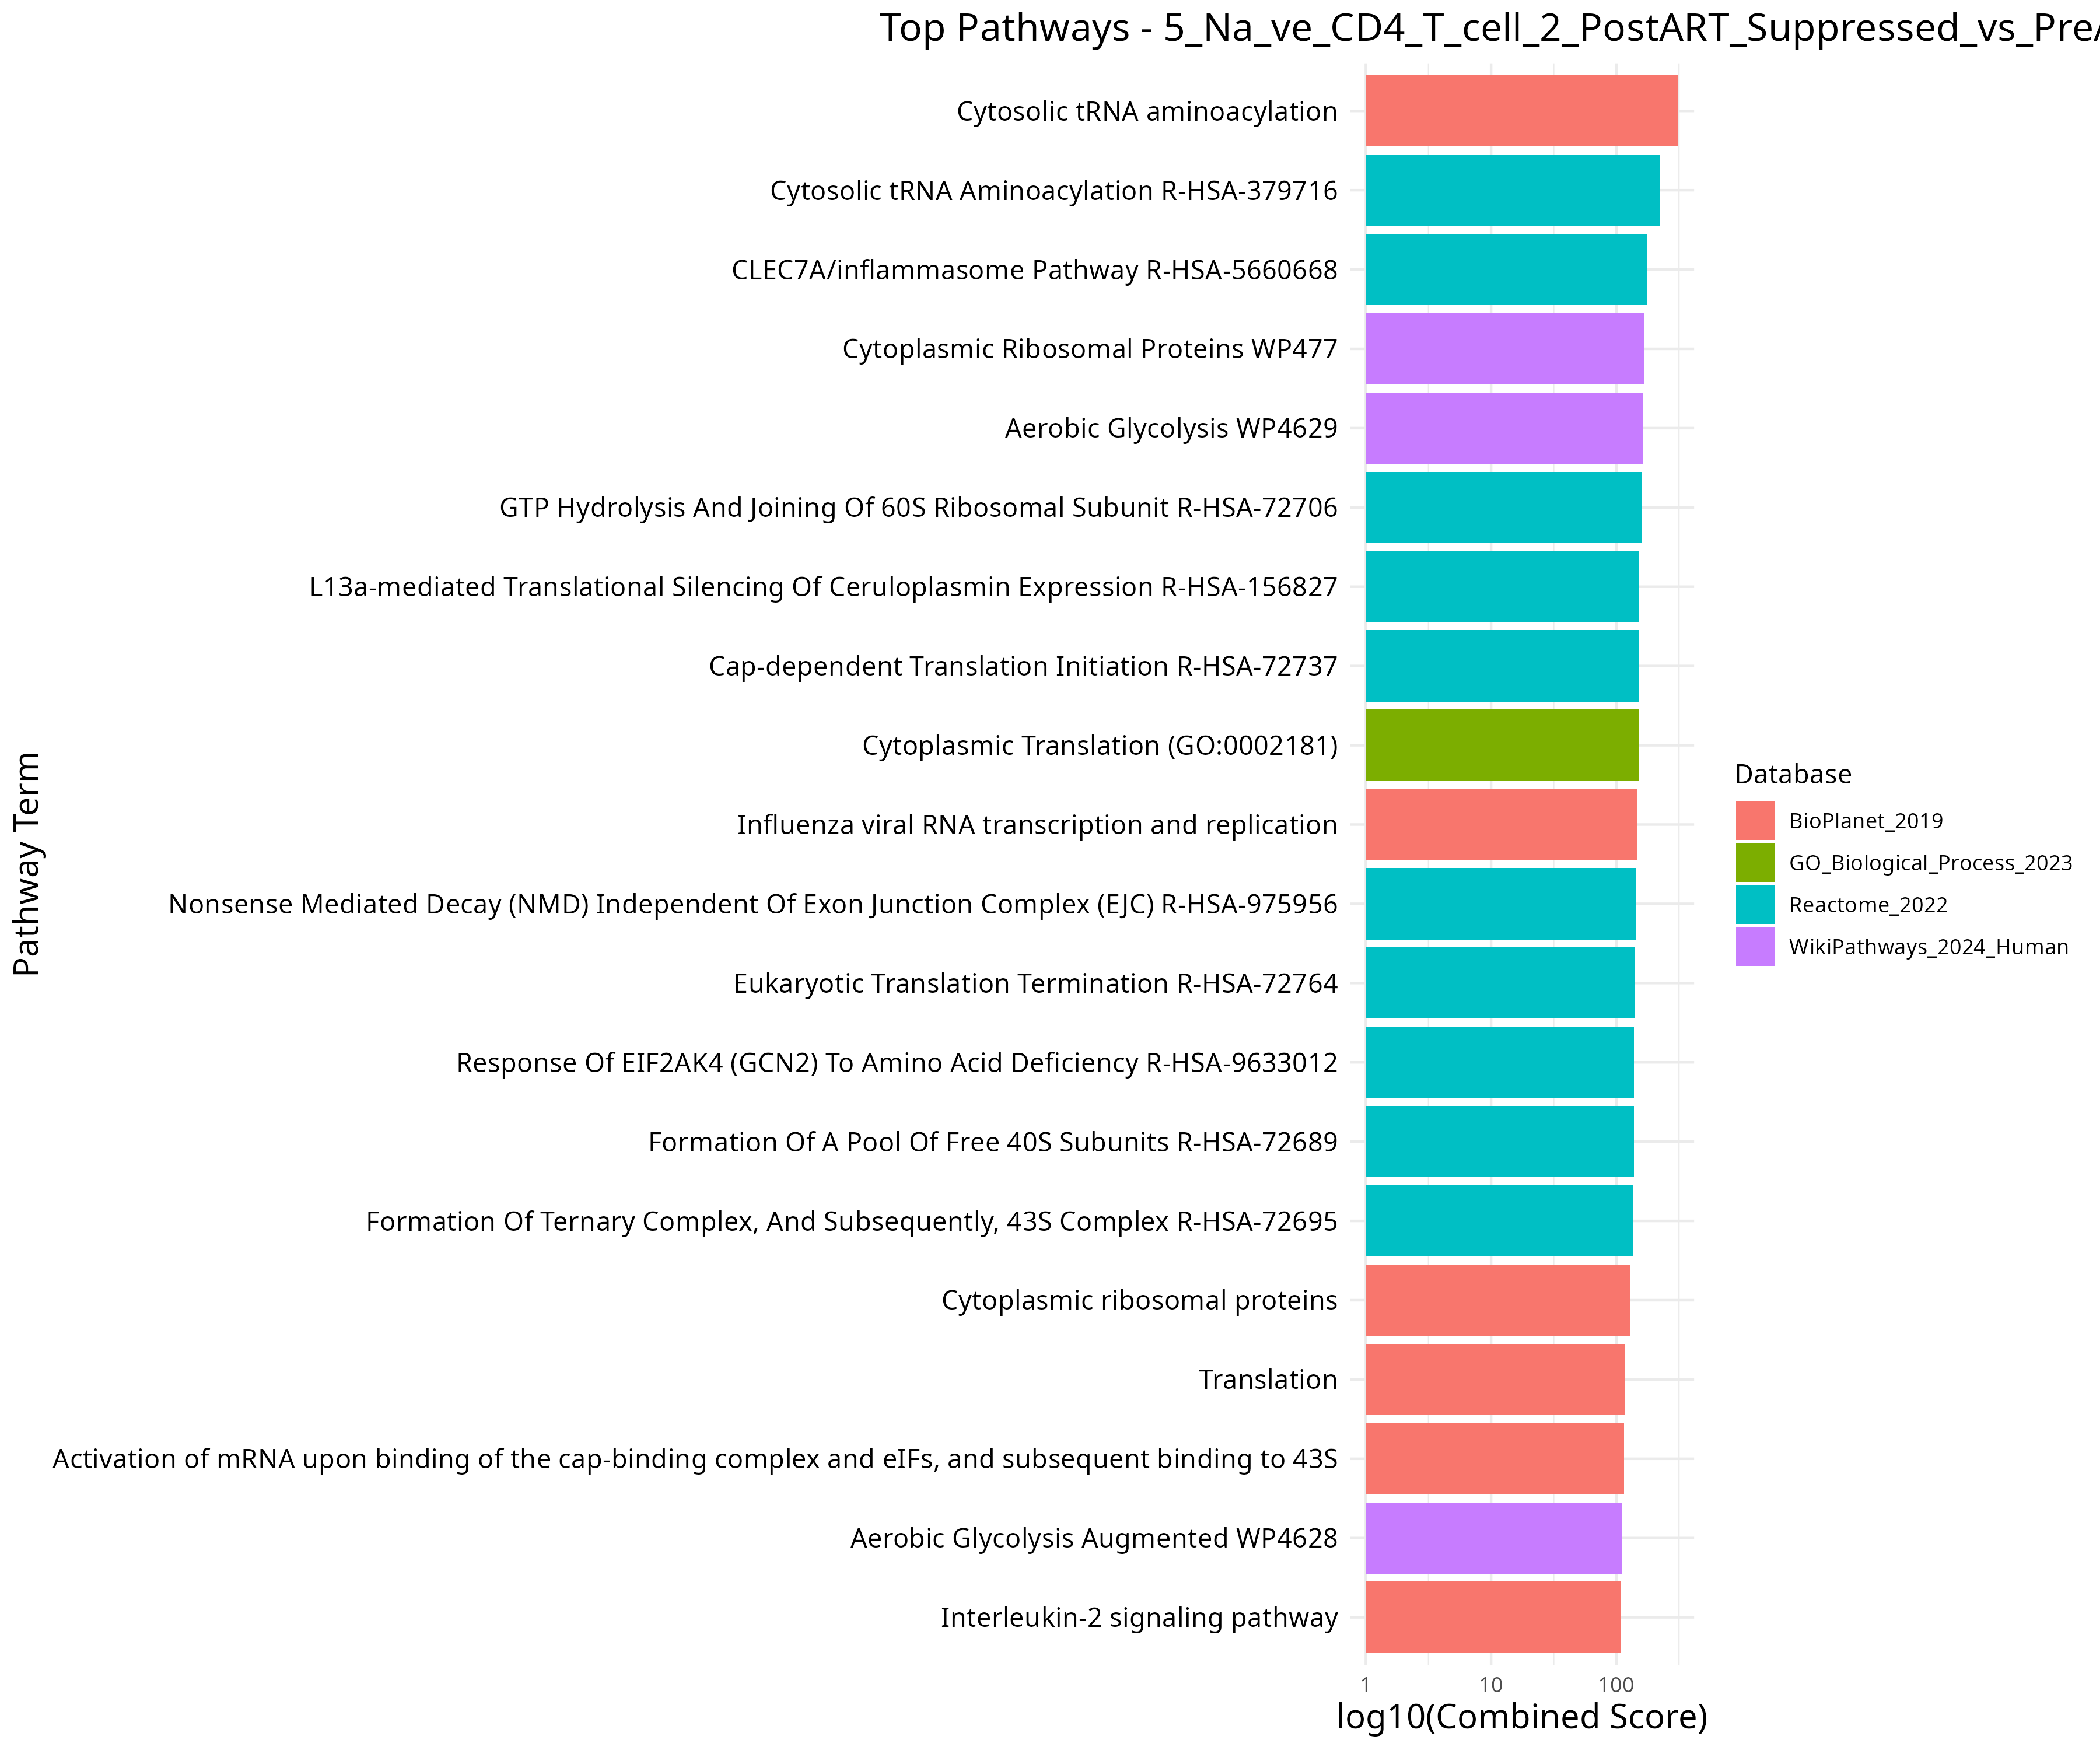 Top Pathways - 5_Na_ve_CD4_T_cell_2_PostART_Suppressed_vs_Pre
Pathway Term
Cytosolic tRNA aminoacylation
Cytosolic tRNA Aminoacylation R-HSA-379716
CLEC7A/inflammasome Pathway R-HSA-5660668
Cytoplasmic Ribosomal Proteins WP477
Aerobic Glycolysis WP4629
GTP Hydrolysis And Joining Of 60S Ribosomal Subunit R-HSA-72706
L13a-mediated Translational Silencing Of Ceruloplasmin Expression R-HSA-156827
Cap-dependent Translation Initiation R-HSA-72737
Cytoplasmic Translation (GO:0002181)
Influenza viral RNA transcription and replication
Nonsense Mediated Decay (NMD) Independent Of Exon Junction Complex (EJC) R-HSA-975956
Eukaryotic Translation Termination R-HSA-72764
Response Of EIF2AK4 (GCN2) To Amino Acid Deficiency R-HSA-9633012
Formation Of A Pool Of Free 40S Subunits R-HSA-72689
Formation Of Ternary Complex, And Subsequently, 43S Complex R-HSA-72695
Cytoplasmic ribosomal proteins
Translation
Activation of mRNA upon binding of the cap-binding complex and eIFs, and subsequent binding to 43S
Aerobic Glycolysis Augmented WP4628
Interleukin-2 signaling pathway
1 10 100
log10(Combined Score)
Database
BioPlanet_2019
GO_Biological_Process_2023
Reactome_2022
WikiPathways_2024_Human